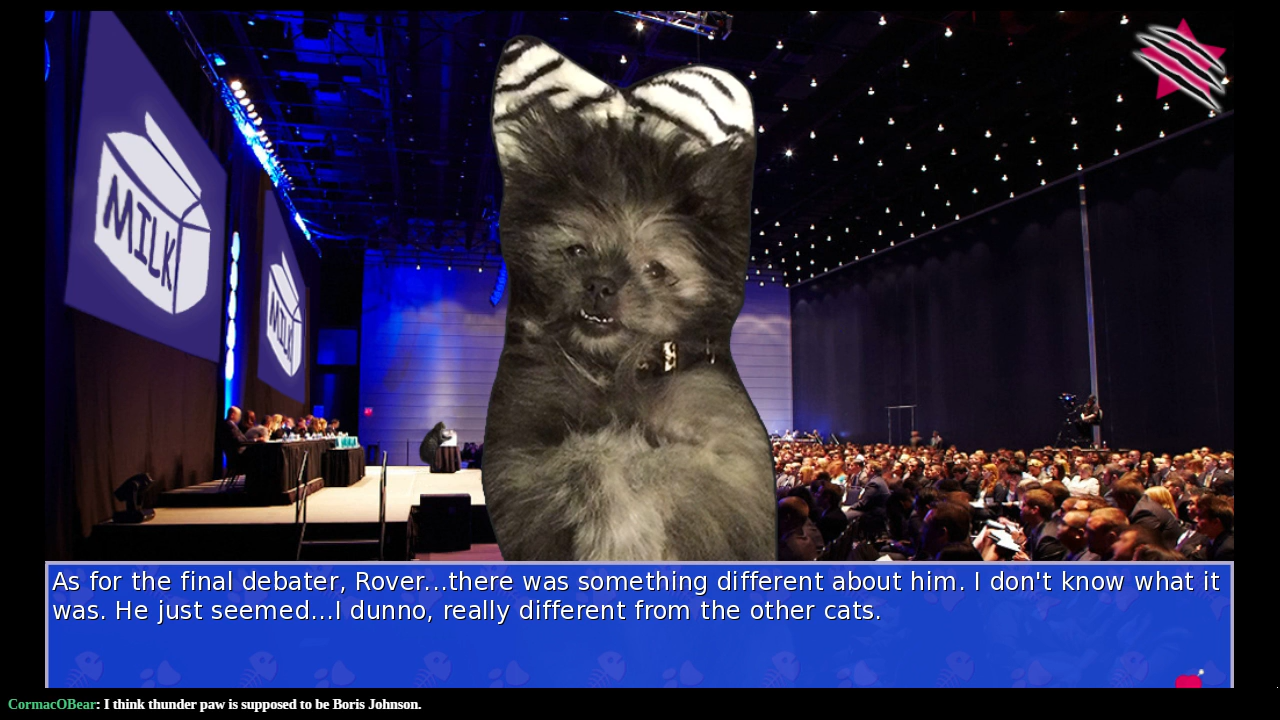 MILK
MILK
As for the final debater, Rover...there was something different about him. I don't know what it
was. He just seemed...I dunno, really different from the other cats.
CormacOBear: I think thunder paw is supposed to be Boris Johnson.